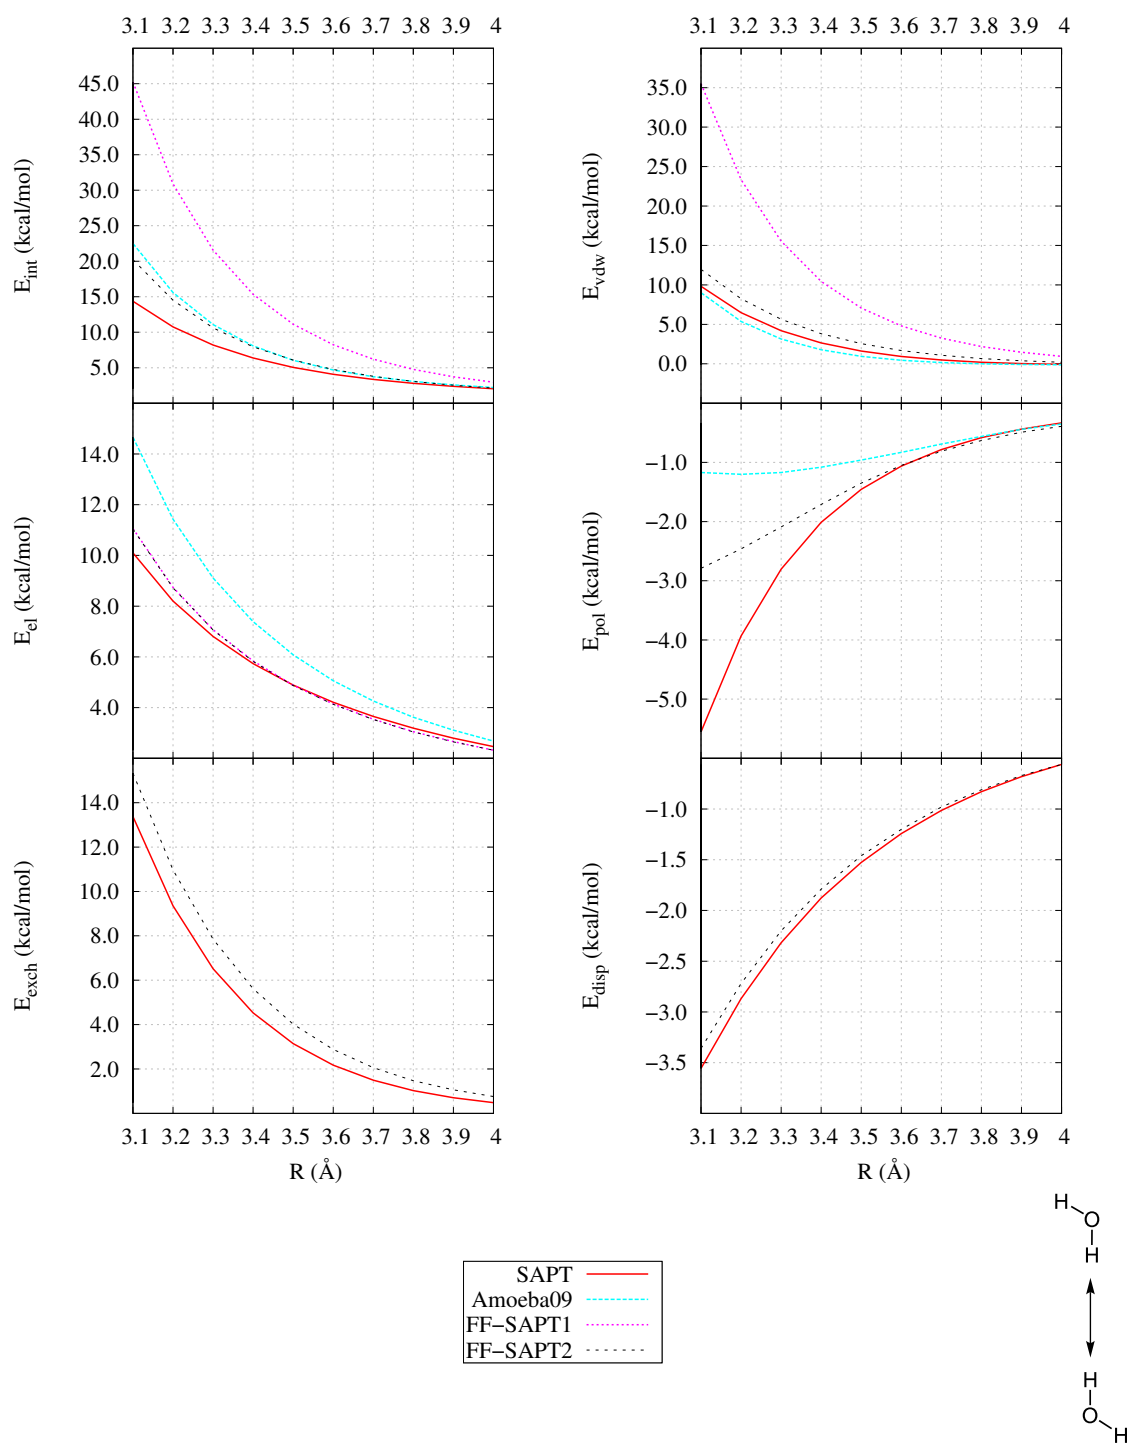 3.1 3.2 3.3 3.4 3.5 3.6 3.7 3.8 3.9 4
45.0
40.0
35.0
30.0
25.0
20.0
15.0
10.0
5.0
E_int (kcal/mol)
3.1 3.2 3.3 3.4 3.5 3.6 3.7 3.8 3.9 4
35.0
30.0
25.0
20.0
15.0
10.0
5.0
0.0
E_vdw (kcal/mol)
14.0
12.0
10.0
8.0
6.0
4.0
E_el (kcal/mol)
−1.0
−2.0
−3.0
−4.0
−5.0
E_pol (kcal/mol)
14.0
12.0
10.0
8.0
6.0
4.0
2.0
E_exch (kcal/mol)
3.1 3.2 3.3 3.4 3.5 3.6 3.7 3.8 3.9 4
R (Å)
−1.0
−1.5
−2.0
−2.5
−3.0
−3.5
E_disp (kcal/mol)
3.1 3.2 3.3 3.4 3.5 3.6 3.7 3.8 3.9 4
R (Å)
SAPT
Amoeba09
FF−SAPT1
FF−SAPT2
H
O
H
H
O
H